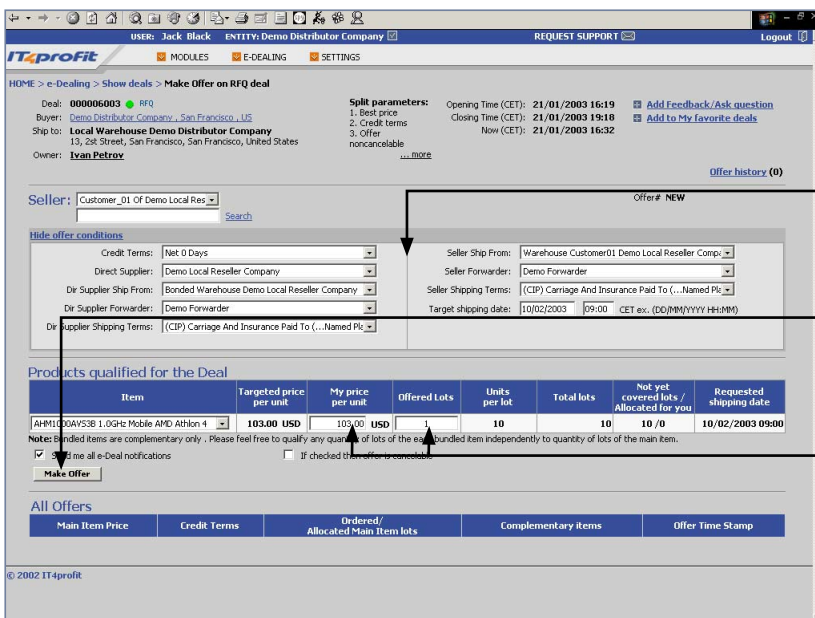 USER: Jack Black ENTITY: Demo Distributor Company REQUEST SUPPORT Logout
IT4profit MODULES E-DEALING SETTINGS
HOME > e-Dealing > Show deals > Make Offer on RFQ deal
Deal: 000006003 RFQ
Buyer: Demo Distributor Company , San Francisco , US
Ship to: Local Warehouse Demo Distributor Company
13, 2st Street, San Francisco, San Francisco, United States
Owner: Ivan Petrov
Split parameters:
1. Best price
2. Credit terms
3. Offer
noncancelable
... more
Opening Time (CET): 21/01/2003 16:19
Closing Time (CET): 21/01/2003 19:18
Now (CET): 21/01/2003 16:32
Add Feedback/Ask question
Add to My favorite deals
Offer history (0)
Seller: Customer_01 Of Demo Local Res
Search
Offer# NEW
Hide offer conditions
Credit Terms: Net 0 Days
Direct Supplier: Demo Local Reseller Company
Dir Supplier Ship From: Bonded Warehouse Demo Local Reseller Company
Dir Supplier Forwarder: Demo Forwarder
Dir Supplier Shipping Terms: (CIP) Carriage And Insurance Paid To (...Named Pla
Seller Ship From: Warehouse Customer01 Demo Local Reseller Compa
Seller Forwarder: Demo Forwarder
Seller Shipping Terms: (CIP) Carriage And Insurance Paid To (...Named Pla
Target shipping date: 10/02/2003 09:00 CET ex. (DD/MM/YYYY HH:MM)
Products qualified for the Deal
Item
Targeted price per unit
My price per unit
Offered Lots
Units per lot
Total lots
Not yet covered lots / Allocated for you
Requested shipping date
AHM1000AVS3B 1.0GHz Mobile AMD Athlon 4 103.00 USD 103.00 USD 1 10 10 10 /0 10/02/2003 09:00
Note: Bundled items are complementary only . Please feel free to qualify any quantity of lots of the each bundled item independently to quantity of lots of the main item.
Send me all e-Deal notifications If checked then offer is cancelable
Make Offer
All Offers
Main Item Price
Credit Terms
Ordered/ Allocated Main Item lots
Complementary items
Offer Time Stamp
© 2002 IT4profit